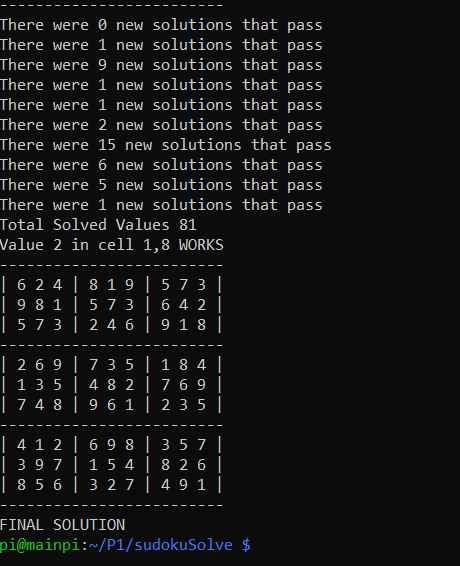 -------------------------
There were 0 new solutions that pass
There were 1 new solutions that pass
There were 9 new solutions that pass
There were 1 new solutions that pass
There were 1 new solutions that pass
There were 2 new solutions that pass
There were 15 new solutions that pass
There were 6 new solutions that pass
There were 5 new solutions that pass
There were 1 new solutions that pass
Total Solved Values 81
Value 2 in cell 1,8 WORKS
-------------------------
| 6 2 4 | 8 1 9 | 5 7 3 |
| 9 8 1 | 5 7 3 | 6 4 2 |
| 5 7 3 | 2 4 6 | 9 1 8 |
-------------------------
| 2 6 9 | 7 3 5 | 1 8 4 |
| 1 3 5 | 4 8 2 | 7 6 9 |
| 7 4 8 | 9 6 1 | 2 3 5 |
-------------------------
| 4 1 2 | 6 9 8 | 3 5 7 |
| 3 9 7 | 1 5 4 | 8 2 6 |
| 8 5 6 | 3 2 7 | 4 9 1 |
-------------------------
FINAL SOLUTION
pi@mainpi:~/P1/sudokuSolve $